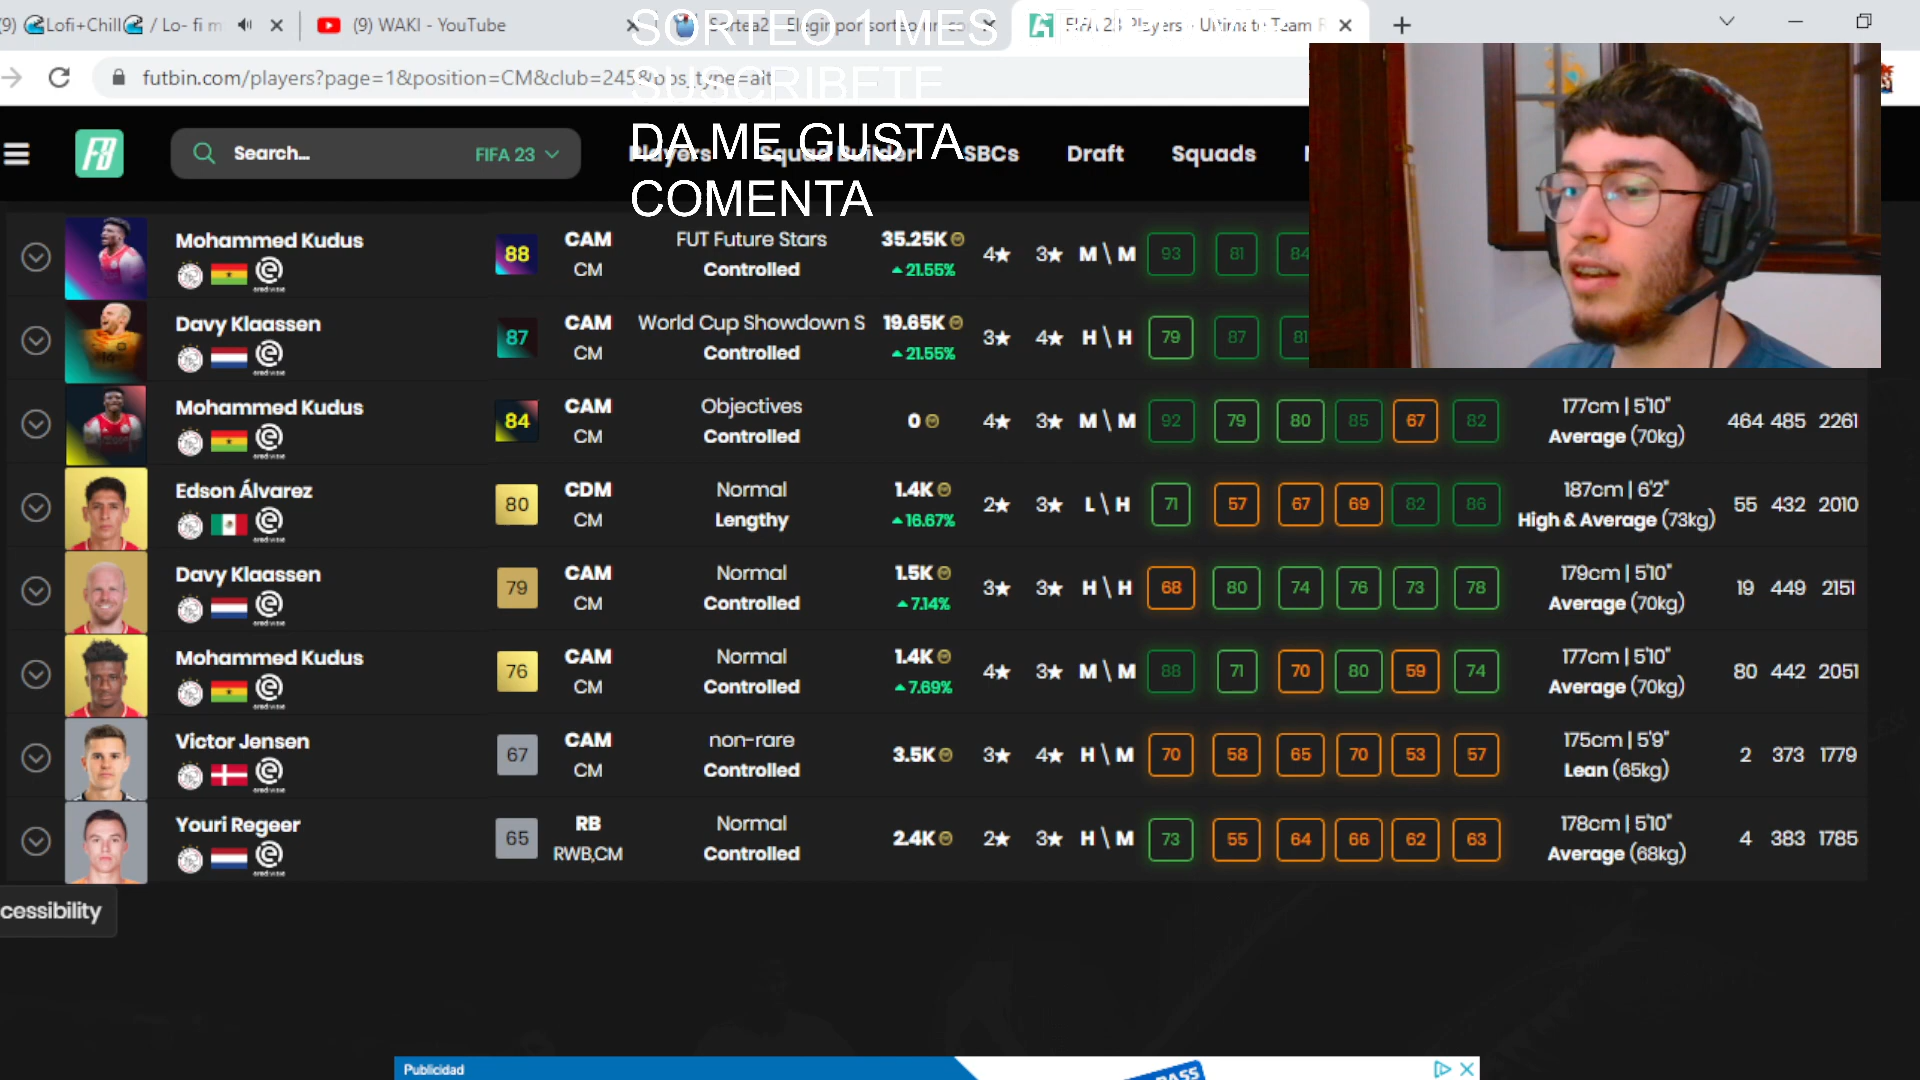 9) Lofi+Chill / Lo- fi m
(9) WAKI - YouTube
Sortea2 - Elegir por sorteo un co
FIFA 23 Players - Ultimate Team
SORTEO 1 MES
futbin.com/players?page=1&position=CM&club=245&pos_type=alt
SUSCRIBETE
DA ME GUSTA
COMENTA
Search...
FIFA 23
Players
Squad Builder
SBCs
Draft
Squads
Mohammed Kudus 88 CAM FUT Future Stars 35.25K 4★ 3★ M \ M 93 81 84
CM Controlled 21.55%
Davy Klaassen 87 CAM World Cup Showdown S 19.65K 3★ 4★ H \ H 79 87 81
CM Controlled 21.55%
Mohammed Kudus 84 CAM Objectives 0 4★ 3★ M \ M 92 79 80 85 67 82 177cm | 5'10" 464 485 2261
CM Controlled Average (70kg)
Edson Álvarez 80 CDM Normal 1.4K 2★ 3★ L \ H 71 57 67 69 82 86 187cm | 6'2" 55 432 2010
CM Lengthy 16.67% High & Average (73kg)
Davy Klaassen 79 CAM Normal 1.5K 3★ 3★ H \ H 68 80 74 76 73 78 179cm | 5'10" 19 449 2151
CM Controlled 7.14% Average (70kg)
Mohammed Kudus 76 CAM Normal 1.4K 4★ 3★ M \ M 88 71 70 80 59 74 177cm | 5'10" 80 442 2051
CM Controlled 7.69% Average (70kg)
Victor Jensen 67 CAM non-rare 3.5K 3★ 4★ H \ M 70 58 65 70 53 57 175cm | 5'9" 2 373 1779
CM Controlled Lean (65kg)
Youri Regeer 65 RB Normal 2.4K 2★ 3★ H \ M 73 55 64 66 62 63 178cm | 5'10" 4 383 1785
RWB,CM Controlled Average (68kg)
cessibility
Publicidad
PASS